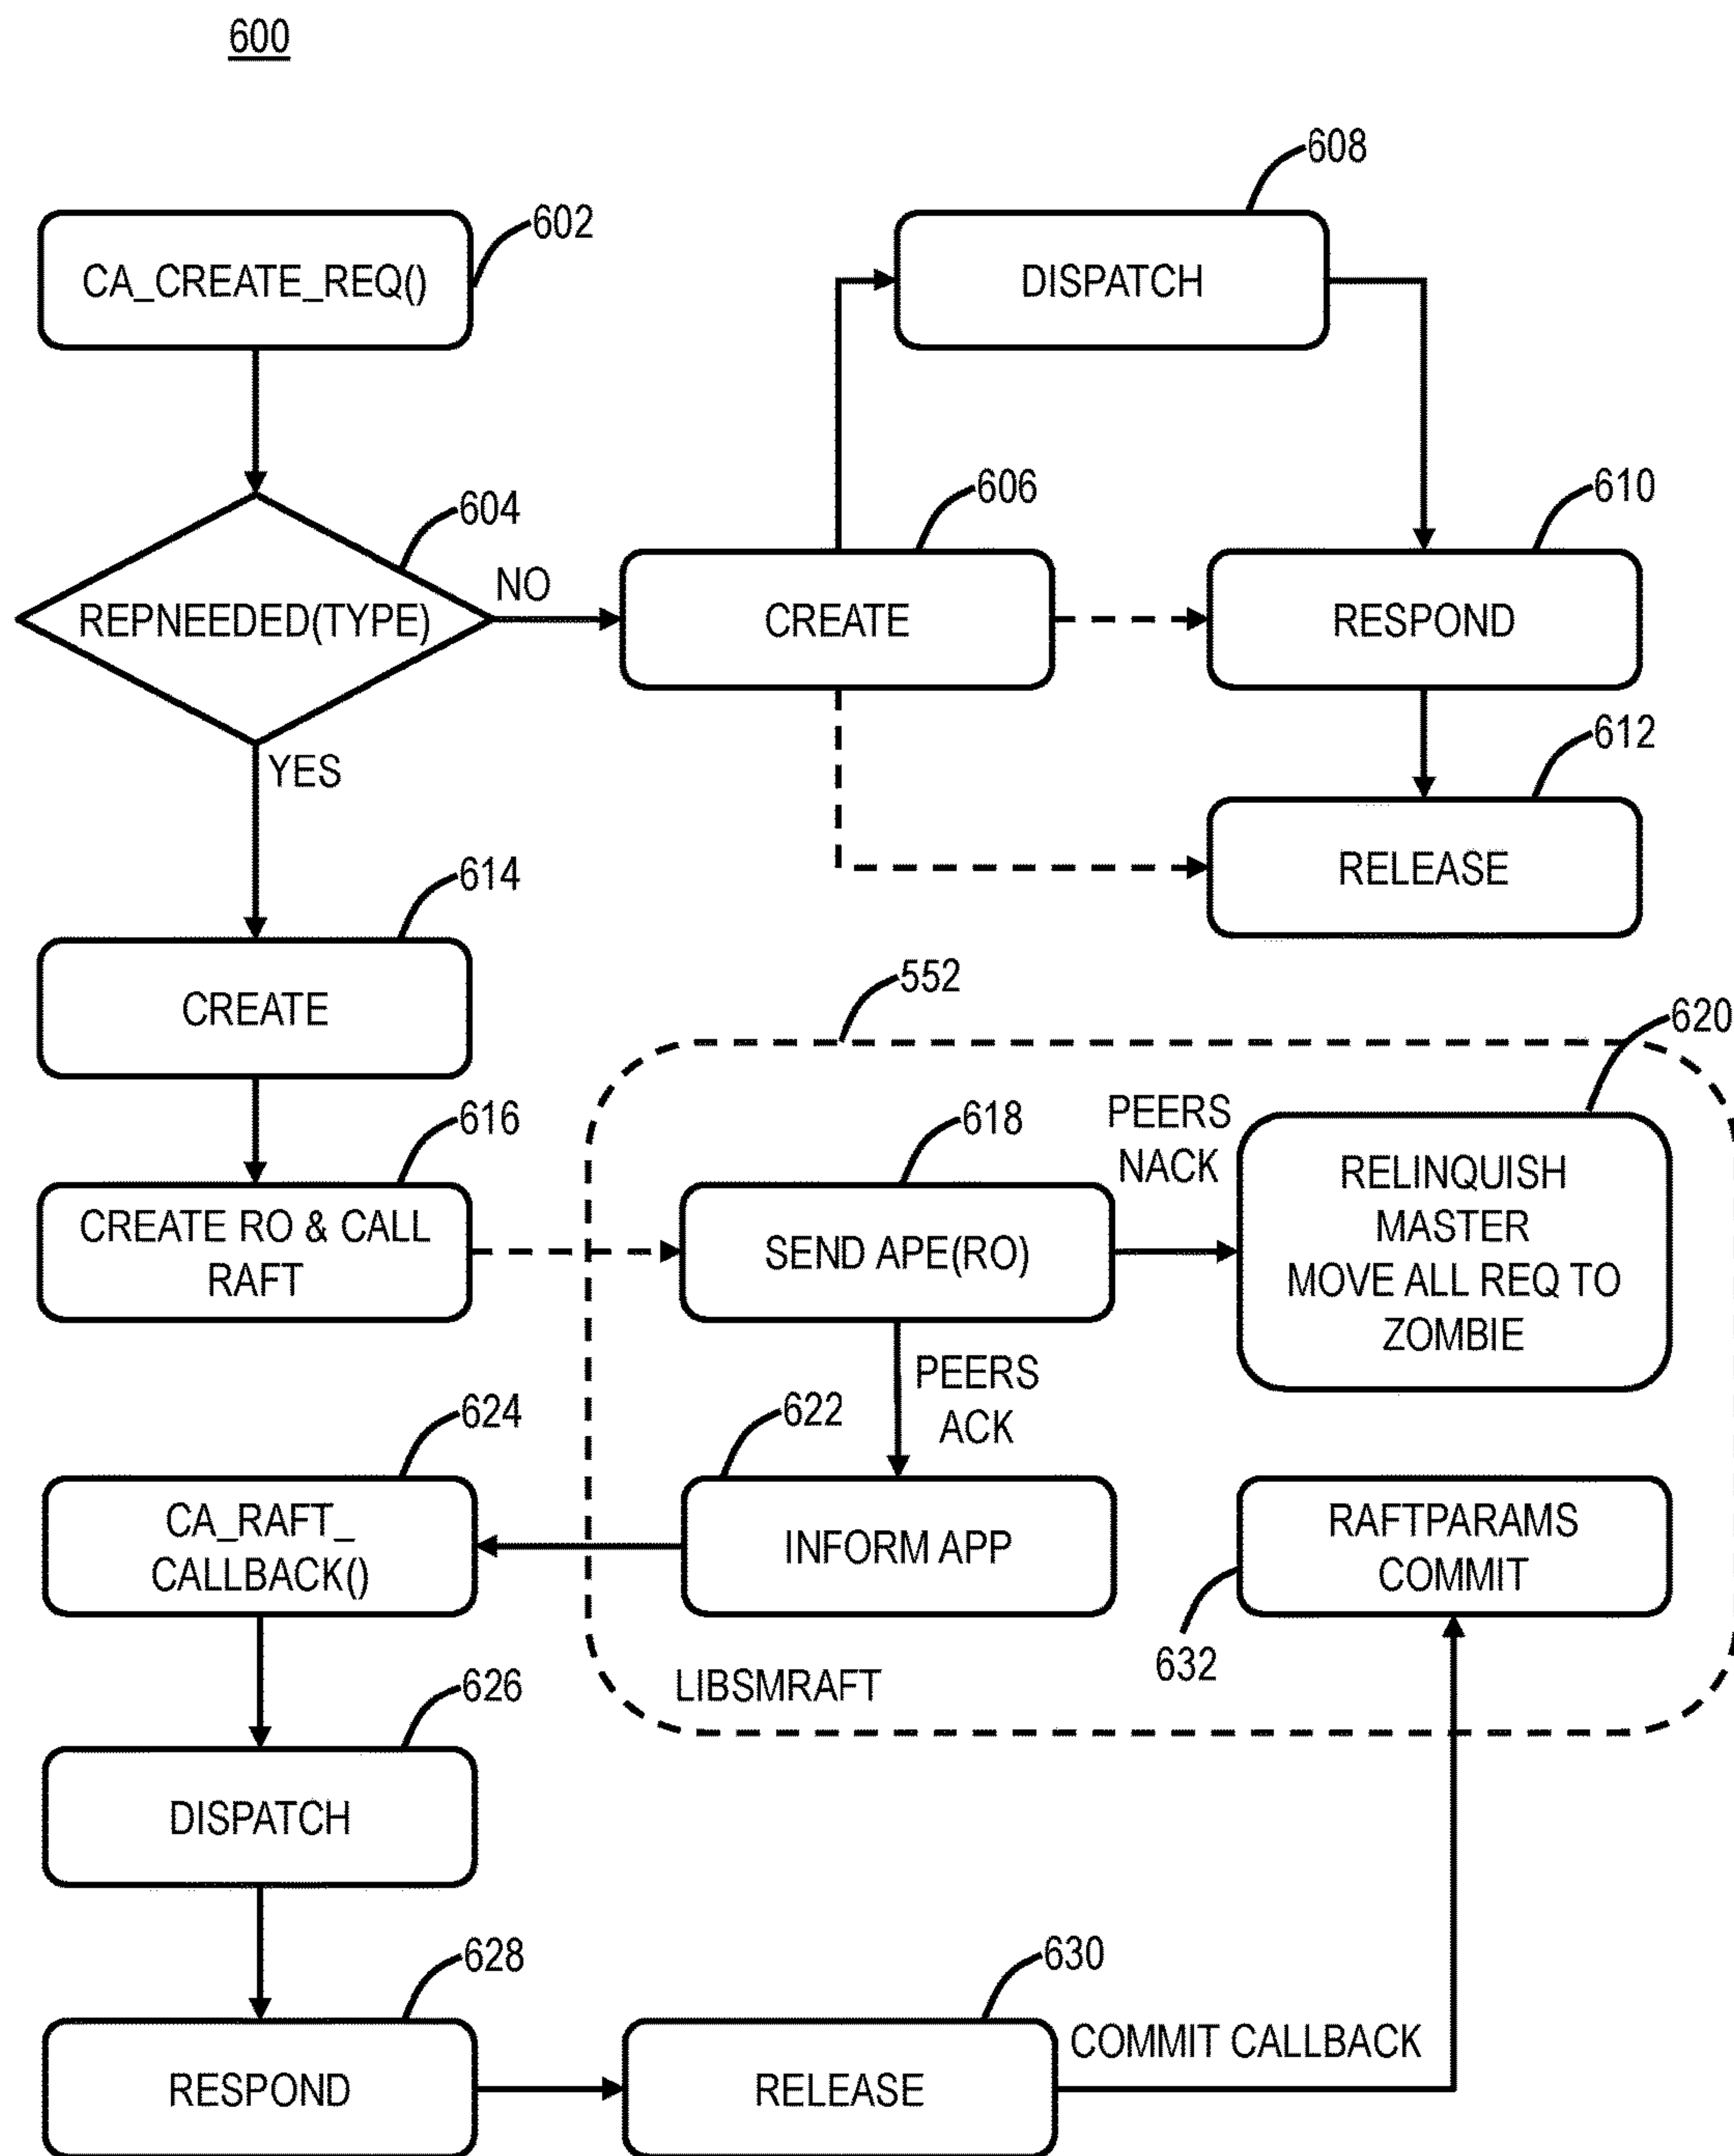 600
608
602
CA_CREATE_REQ()
DISPATCH
604
606
610
NO
REPNEEDED(TYPE)
CREATE
RESPOND
YES
612
RELEASE
614
CREATE
552
620
616
618
PEERS
NACK
CREATE RO & CALL
RAFT
SEND APE(RO)
RELINQUISH
MASTER
MOVE ALL REQ TO
ZOMBIE
PEERS
ACK
624
622
CA_RAFT_
CALLBACK()
INFORM APP
RAFTPARAMS
COMMIT
632
LIBSMRAFT
626
DISPATCH
628
630
RESPOND
RELEASE
COMMIT CALLBACK